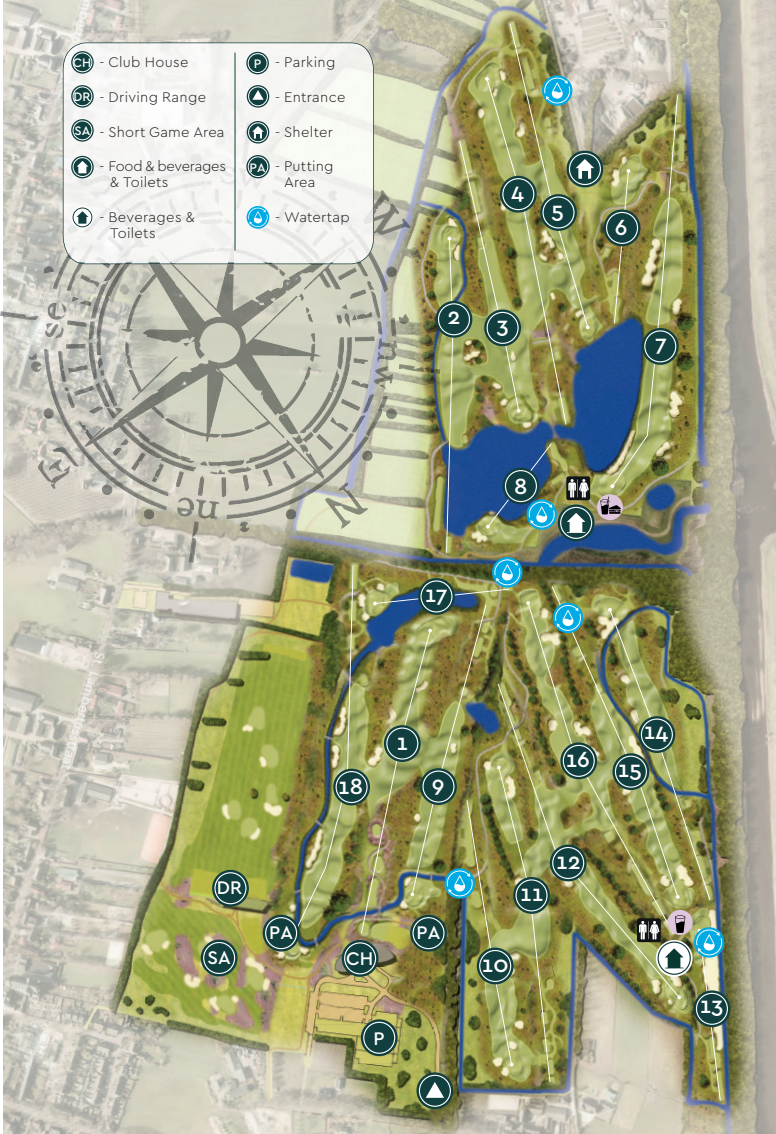 CH - Club House
DR - Driving Range
SA - Short Game Area
- Food & beverages
& Toilets
- Beverages &
Toilets
P - Parking
- Entrance
- Shelter
PA - Putting
Area
- Watertap
sw
W
se
nw
E
ne
N
4
5
6
2
3
7
8
17
1
14
18
9
16
15
12
DR
11
PA
PA
SA
CH
10
13
P